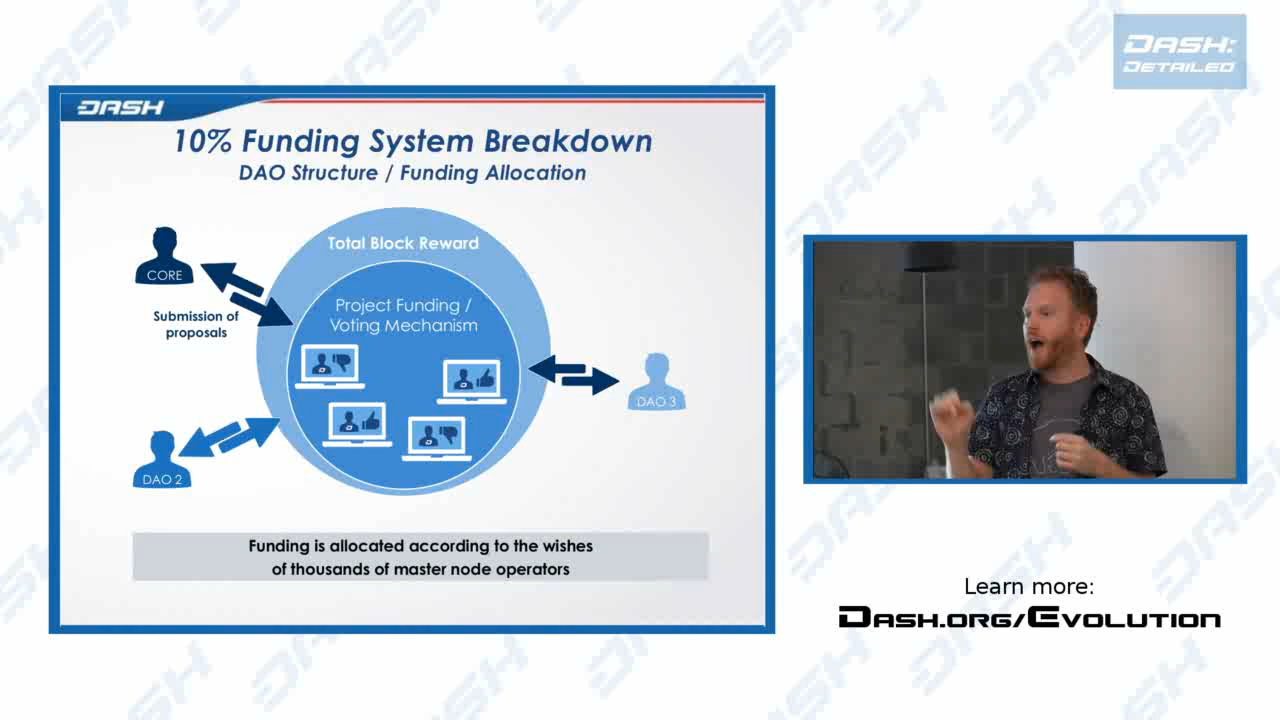 DASH:
DETAILED
DASH
10% Funding System Breakdown
DAO Structure / Funding Allocation
Total Block Reward
CORE
Project Funding /
Voting Mechanism
Submission of
proposals
DAO 3
DAO 2
Funding is allocated according to the wishes
of thousands of master node operators
Learn more:
DASH.ORG/EVOLUTION